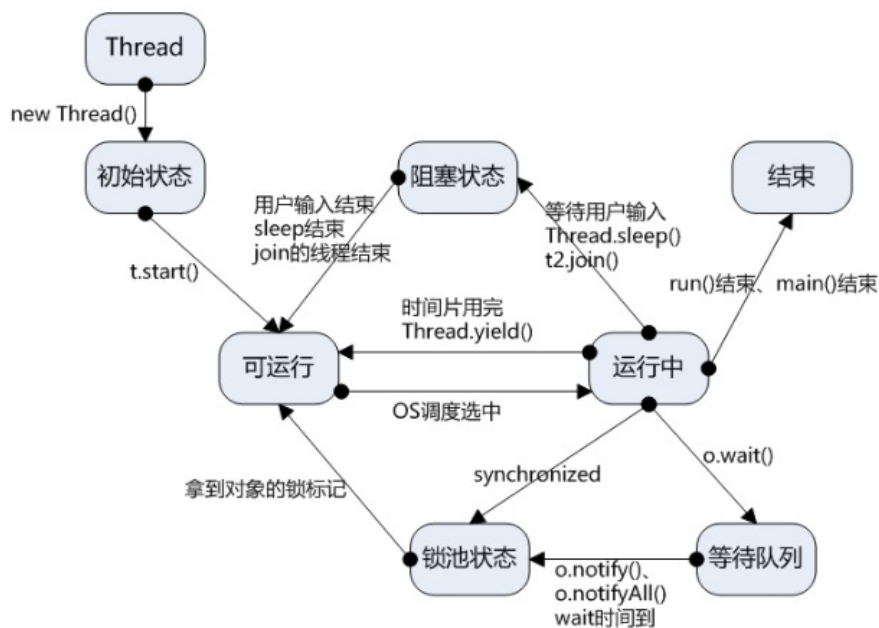 Thread
new Thread()
初始状态
阻塞状态
结束
用户输入结束
sleep结束
join的线程结束
等待用户输入
Thread.sleep()
t2.join()
t.start()
run()结束、main()结束
时间片用完
Thread.yield()
可运行
运行中
OS调度选中
synchronized
o.wait()
拿到对象的锁标记
锁池状态
等待队列
o.notify()、
o.notifyAll()
wait时间到